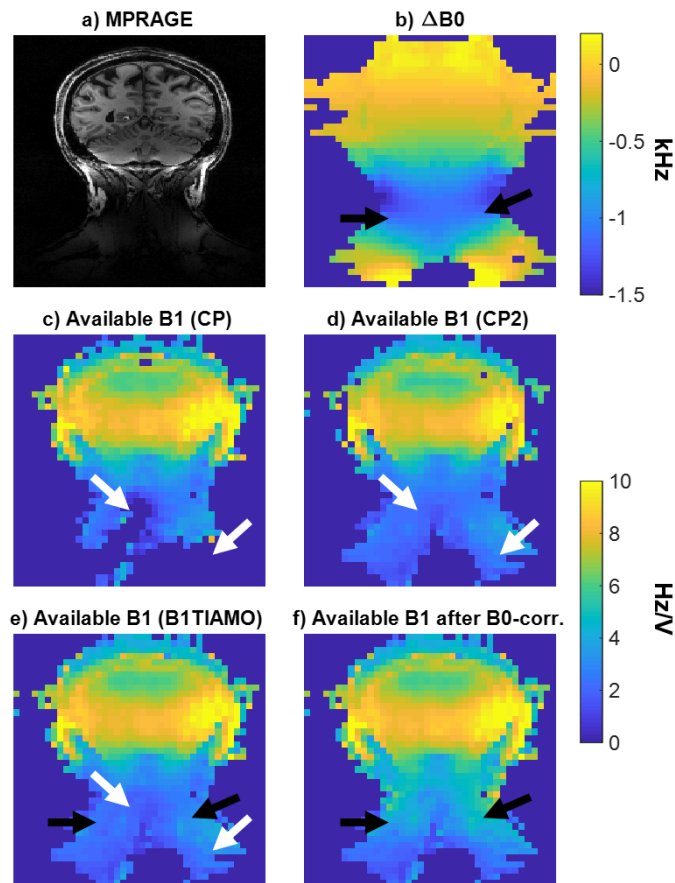 a) MPRAGE
b) ΔB0
0
-0.5
-1
-1.5
kHz
c) Available B1 (CP)
d) Available B1 (CP2)
10
8
6
4
2
0
Hz/V
e) Available B1 (B1TIAMO)
f) Available B1 after B0-corr.